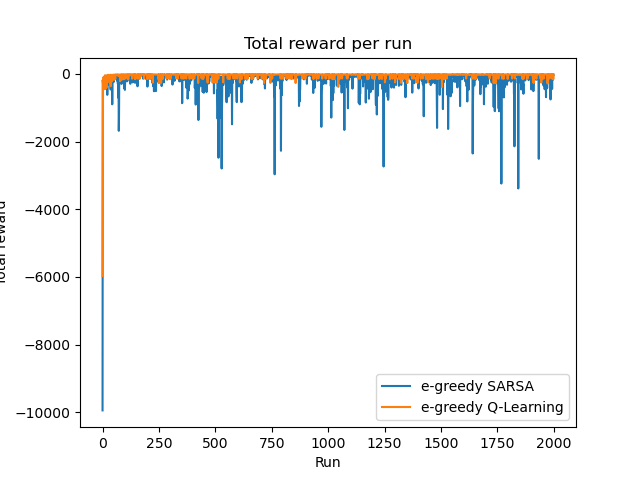 Total reward per run
Total reward
0
−2000
−4000
−6000
−8000
−10000
0 250 500 750 1000 1250 1500 1750 2000
Run
e-greedy SARSA
e-greedy Q-Learning